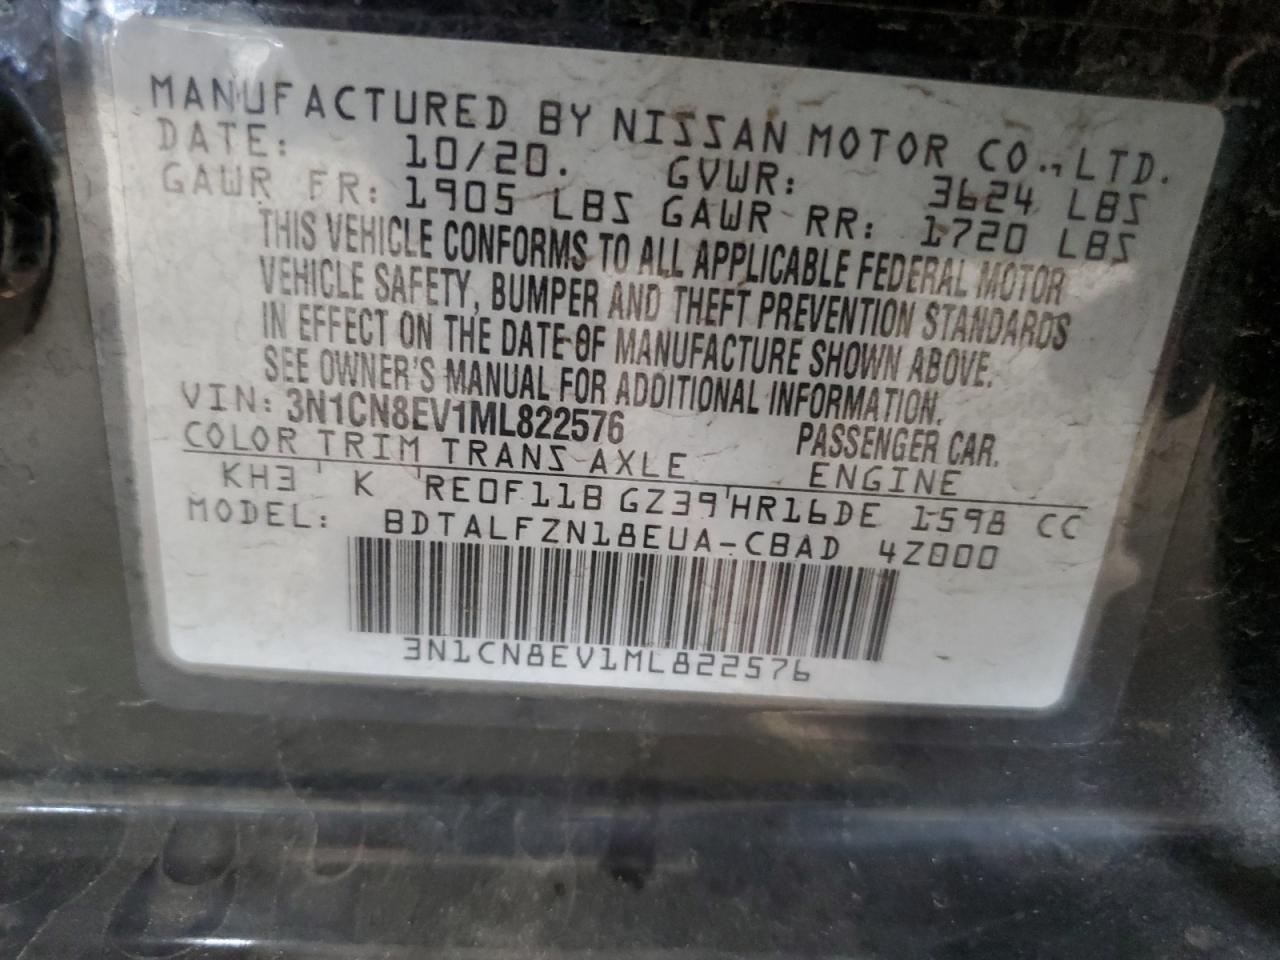 MANUFACTURED BY NISSAN MOTOR CO., LTD.
DATE: 10/20. GVWR: 3624 LBS
GAWR FR: 1905 LBS GAWR RR: 1720 LBS
THIS VEHICLE CONFORMS TO ALL APPLICABLE FEDERAL MOTOR
VEHICLE SAFETY, BUMPER AND THEFT PREVENTION STANDARDS
IN EFFECT ON THE DATE OF MANUFACTURE SHOWN ABOVE.
SEE OWNER'S MANUAL FOR ADDITIONAL INFORMATION.
VIN: 3N1CN8EV1ML822576 PASSENGER CAR.
COLOR TRIM TRANS AXLE ENGINE
KH3 K RE0F11B GZ39 HR16DE 1598 CC
MODEL: BDTALFZN18EUA-CBAD 4Z000
3N1CN8EV1ML822576